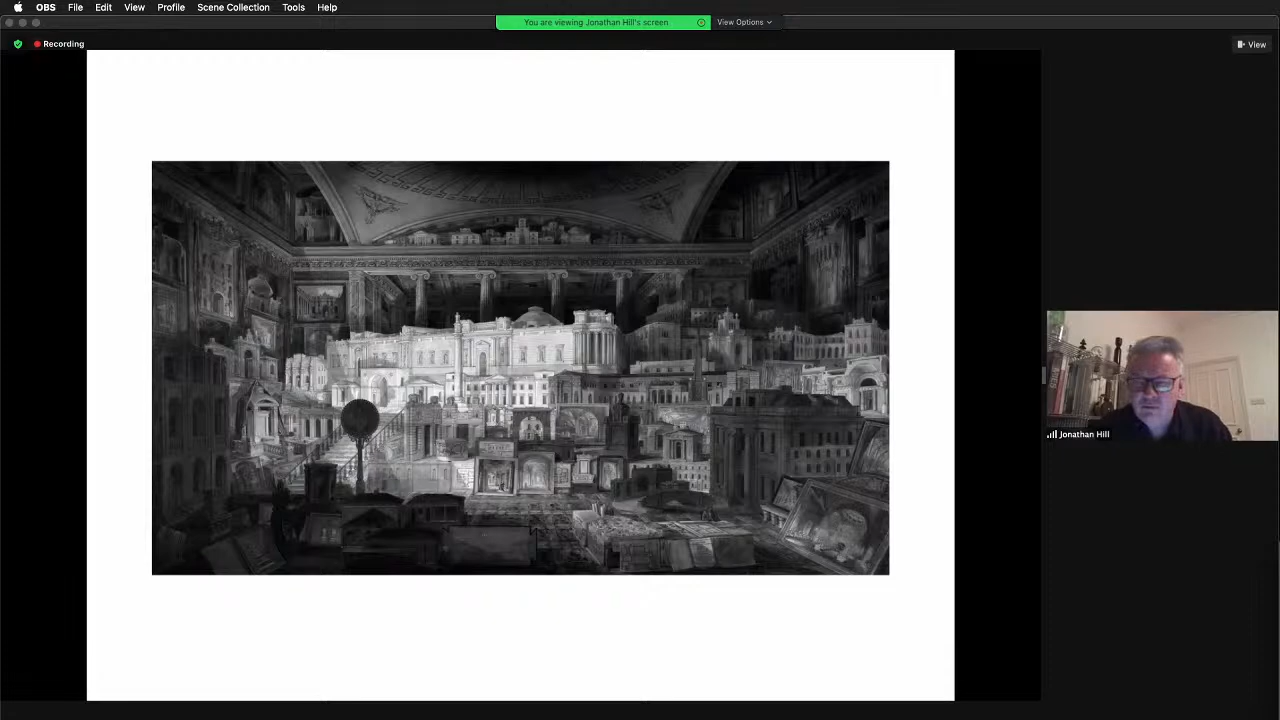 OBS File Edit View Profile Scene Collection Tools Help
You are viewing Jonathan Hill's screen View Options
Recording
View
Jonathan Hill